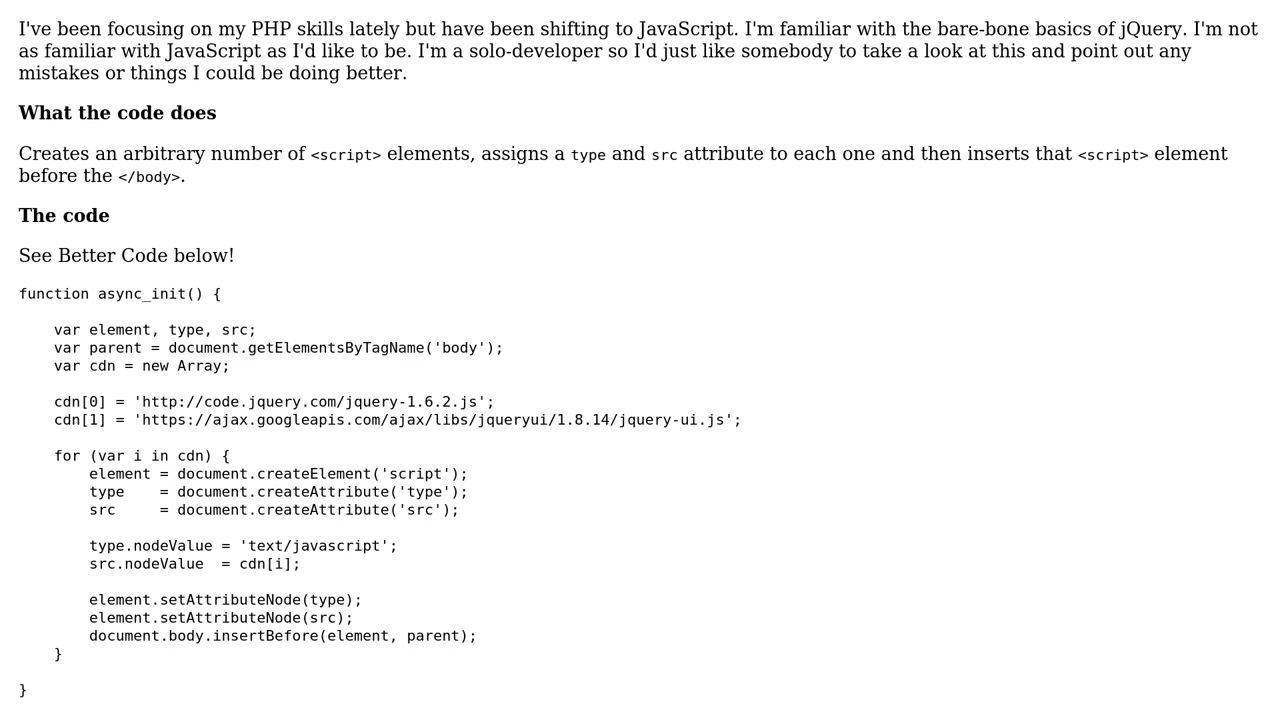 I've been focusing on my PHP skills lately but have been shifting to JavaScript. I'm familiar with the bare-bone basics of jQuery. I'm not
as familiar with JavaScript as I'd like to be. I'm a solo-developer so I'd just like somebody to take a look at this and point out any
mistakes or things I could be doing better.
What the code does
Creates an arbitrary number of <script> elements, assigns a type and src attribute to each one and then inserts that <script> element
before the </body>.
The code
See Better Code below!
function async_init() {
    var element, type, src;
    var parent = document.getElementsByTagName('body');
    var cdn = new Array;
    cdn[0] = 'http://code.jquery.com/jquery-1.6.2.js';
    cdn[1] = 'https://ajax.googleapis.com/ajax/libs/jqueryui/1.8.14/jquery-ui.js';
    for (var i in cdn) {
        element = document.createElement('script');
        type    = document.createAttribute('type');
        src     = document.createAttribute('src');
        type.nodeValue = 'text/javascript';
        src.nodeValue  = cdn[i];
        element.setAttributeNode(type);
        element.setAttributeNode(src);
        document.body.insertBefore(element, parent);
    }
}